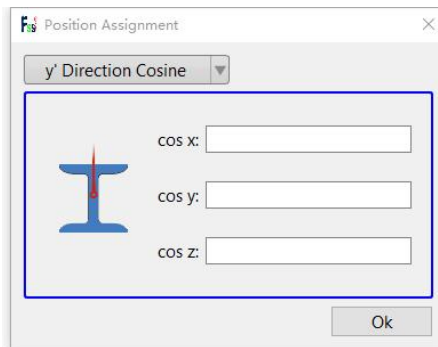 Position Assignment
y' Direction Cosine
cos x:
cos y:
cos z:
Ok